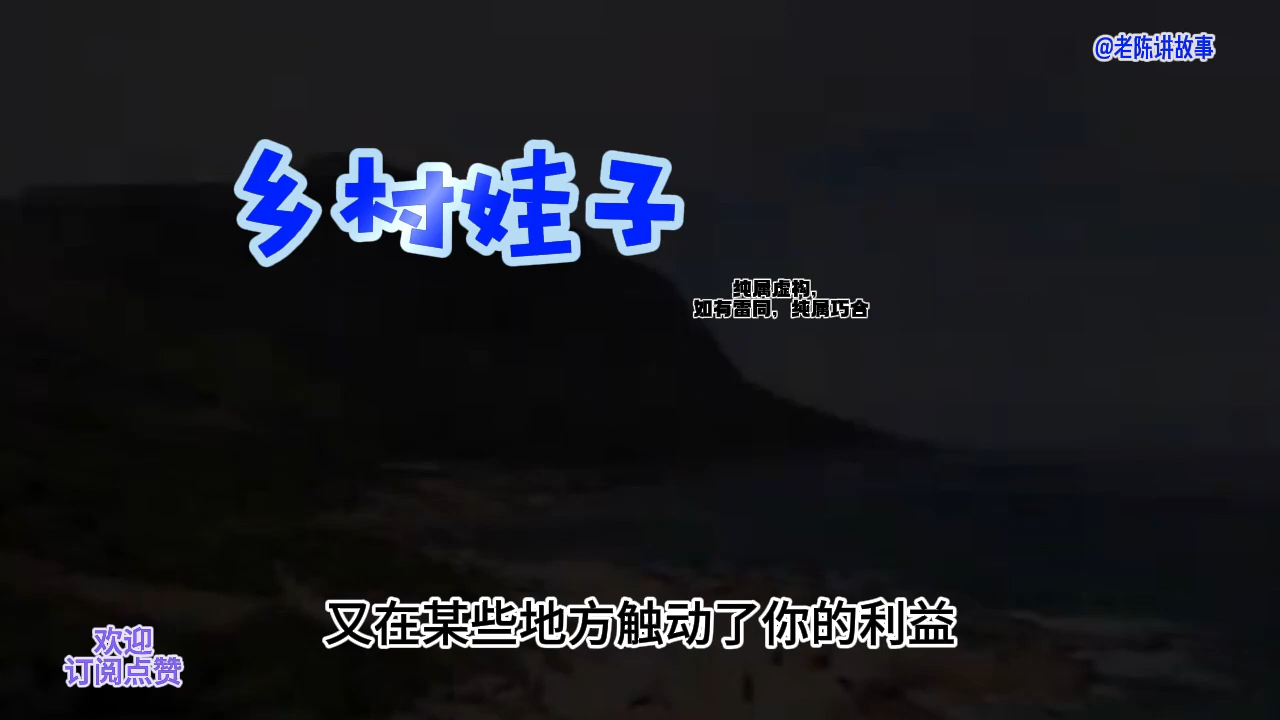 @老陈讲故事
乡村娃子
纯属虚构，
如有雷同，纯属巧合
又在某些地方触动了你的利益
欢迎
订阅点赞